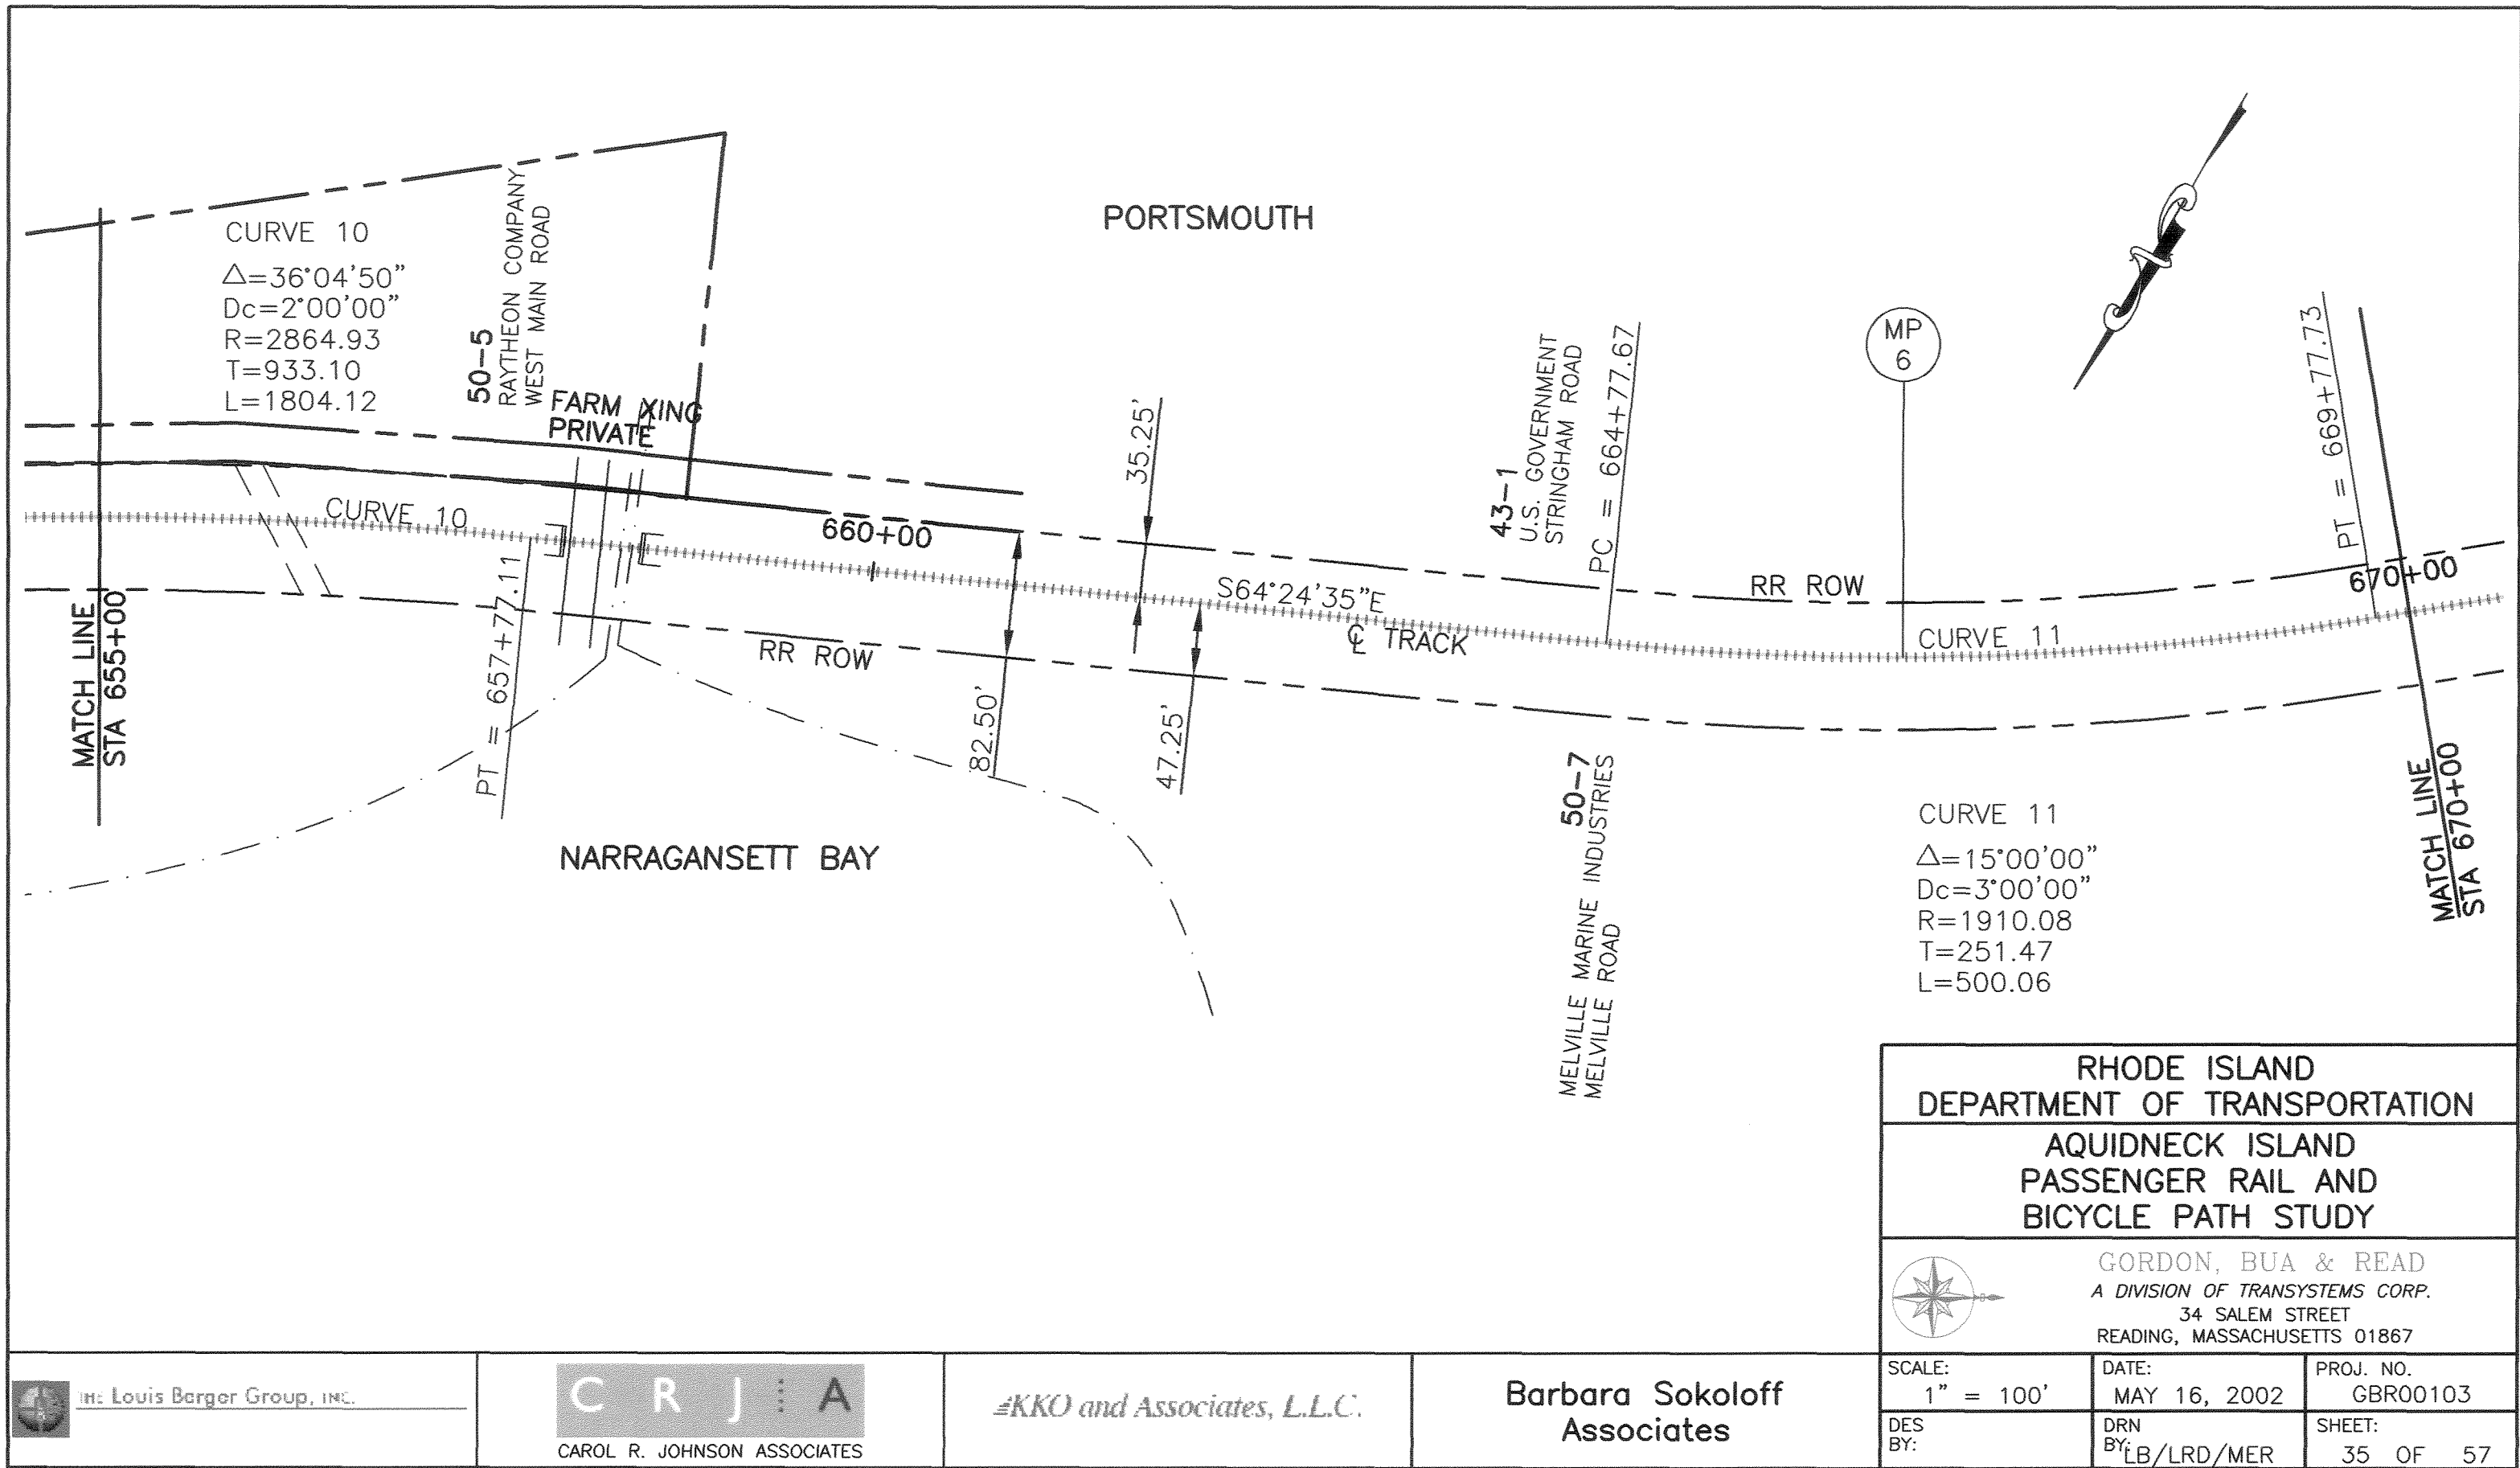 PORTSMOUTH
CURVE 10
△=36°04'50"
Dc=2°00'00"
R=2864.93
T=933.10
L=1804.12
50-5
RAYTHEON COMPANY
WEST MAIN ROAD
FARM XING
PRIVATE
MP
6
35.25'
43-1
U.S. GOVERNMENT
STRINGHAM ROAD
PC = 664+77.67
PT = 669+77.73
CURVE 10
660+00
S64°24'35"E
℄ TRACK
RR ROW
670+00
CURVE 11
MATCH LINE
STA 655+00
PT = 657+77.11
RR ROW
82.50'
47.25'
NARRAGANSETT BAY
50-7
MELVILLE MARINE INDUSTRIES
MELVILLE ROAD
CURVE 11
△=15°00'00"
Dc=3°00'00"
R=1910.08
T=251.47
L=500.06
MATCH LINE
STA 670+00
RHODE ISLAND
DEPARTMENT OF TRANSPORTATION
AQUIDNECK ISLAND
PASSENGER RAIL AND
BICYCLE PATH STUDY
GORDON, BUA & READ
A DIVISION OF TRANSYSTEMS CORP.
34 SALEM STREET
READING, MASSACHUSETTS 01867
THE Louis Berger Group, INC.
C R J A
CAROL R. JOHNSON ASSOCIATES
KKO and Associates, L.L.C.
Barbara Sokoloff
Associates
SCALE:
1" = 100'
DATE:
MAY 16, 2002
PROJ. NO.
GBR00103
DES
BY:
DRN
BY: LB/LRD/MER
SHEET:
35 OF 57